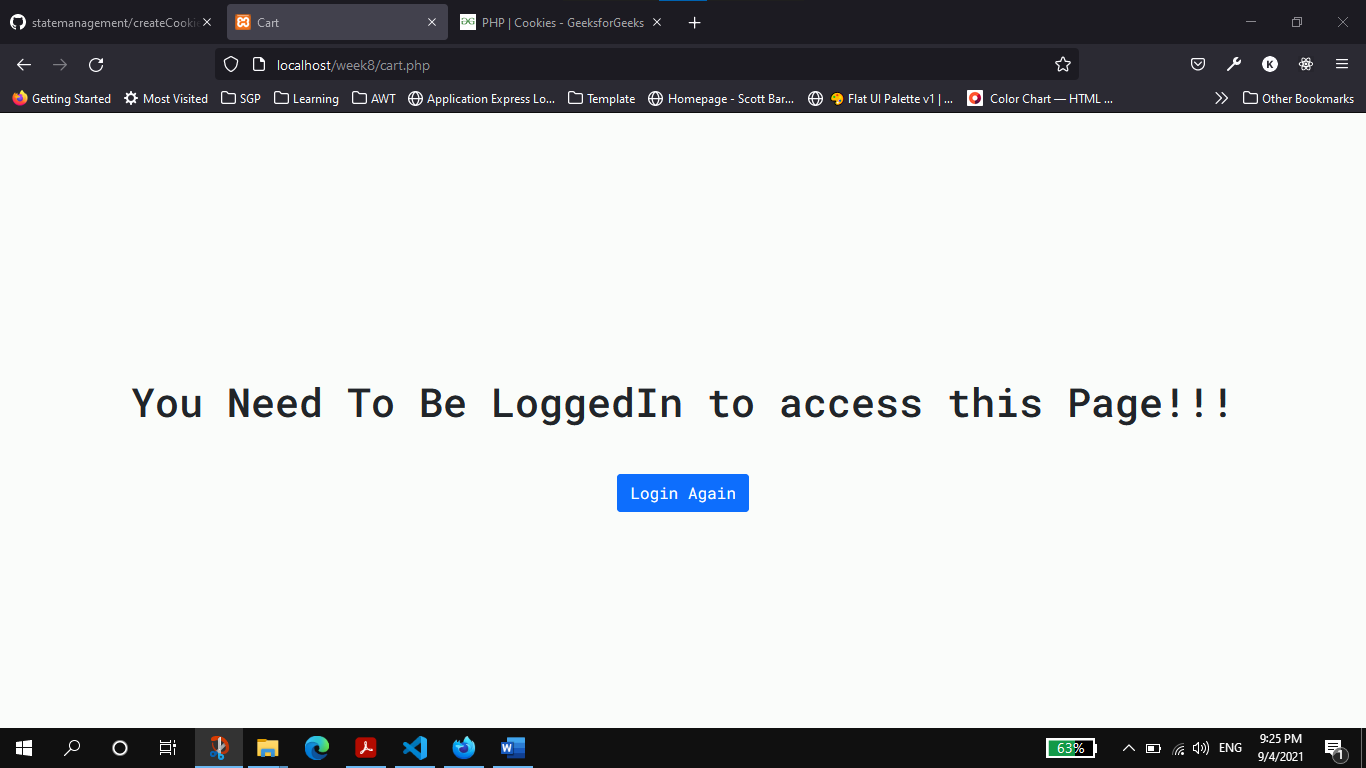 statemanagement/createCookie
Cart
PHP | Cookies - GeeksforGeeks
localhost/week8/cart.php
Getting Started
Most Visited
SGP
Learning
AWT
Application Express Lo...
Template
Homepage - Scott Bar...
Flat UI Palette v1 | ...
Color Chart — HTML ...
Other Bookmarks
You Need To Be LoggedIn to access this Page!!!
Login Again
63%
ENG
9:25 PM
9/4/2021
1